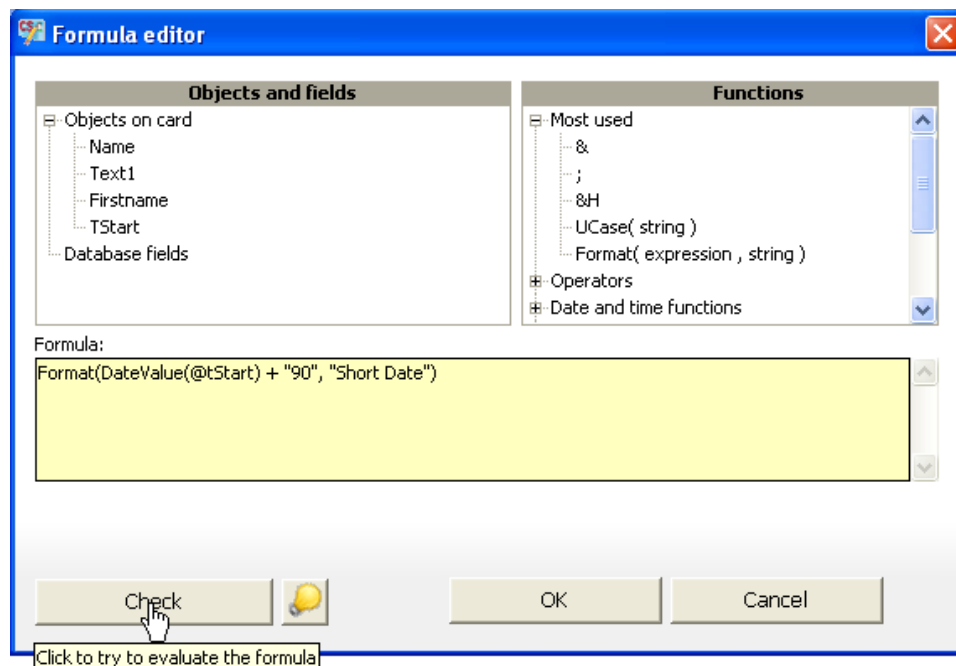 Formula editor
Objects and fields
Objects on card
Name
Text1
Firstname
TStart
Database fields
Functions
Most used
&
;
&H
UCase( string )
Format( expression , string )
Operators
Date and time functions
Formula:
Format(DateValue(@tStart) + "90", "Short Date")
Check
OK
Cancel
Click to try to evaluate the formula